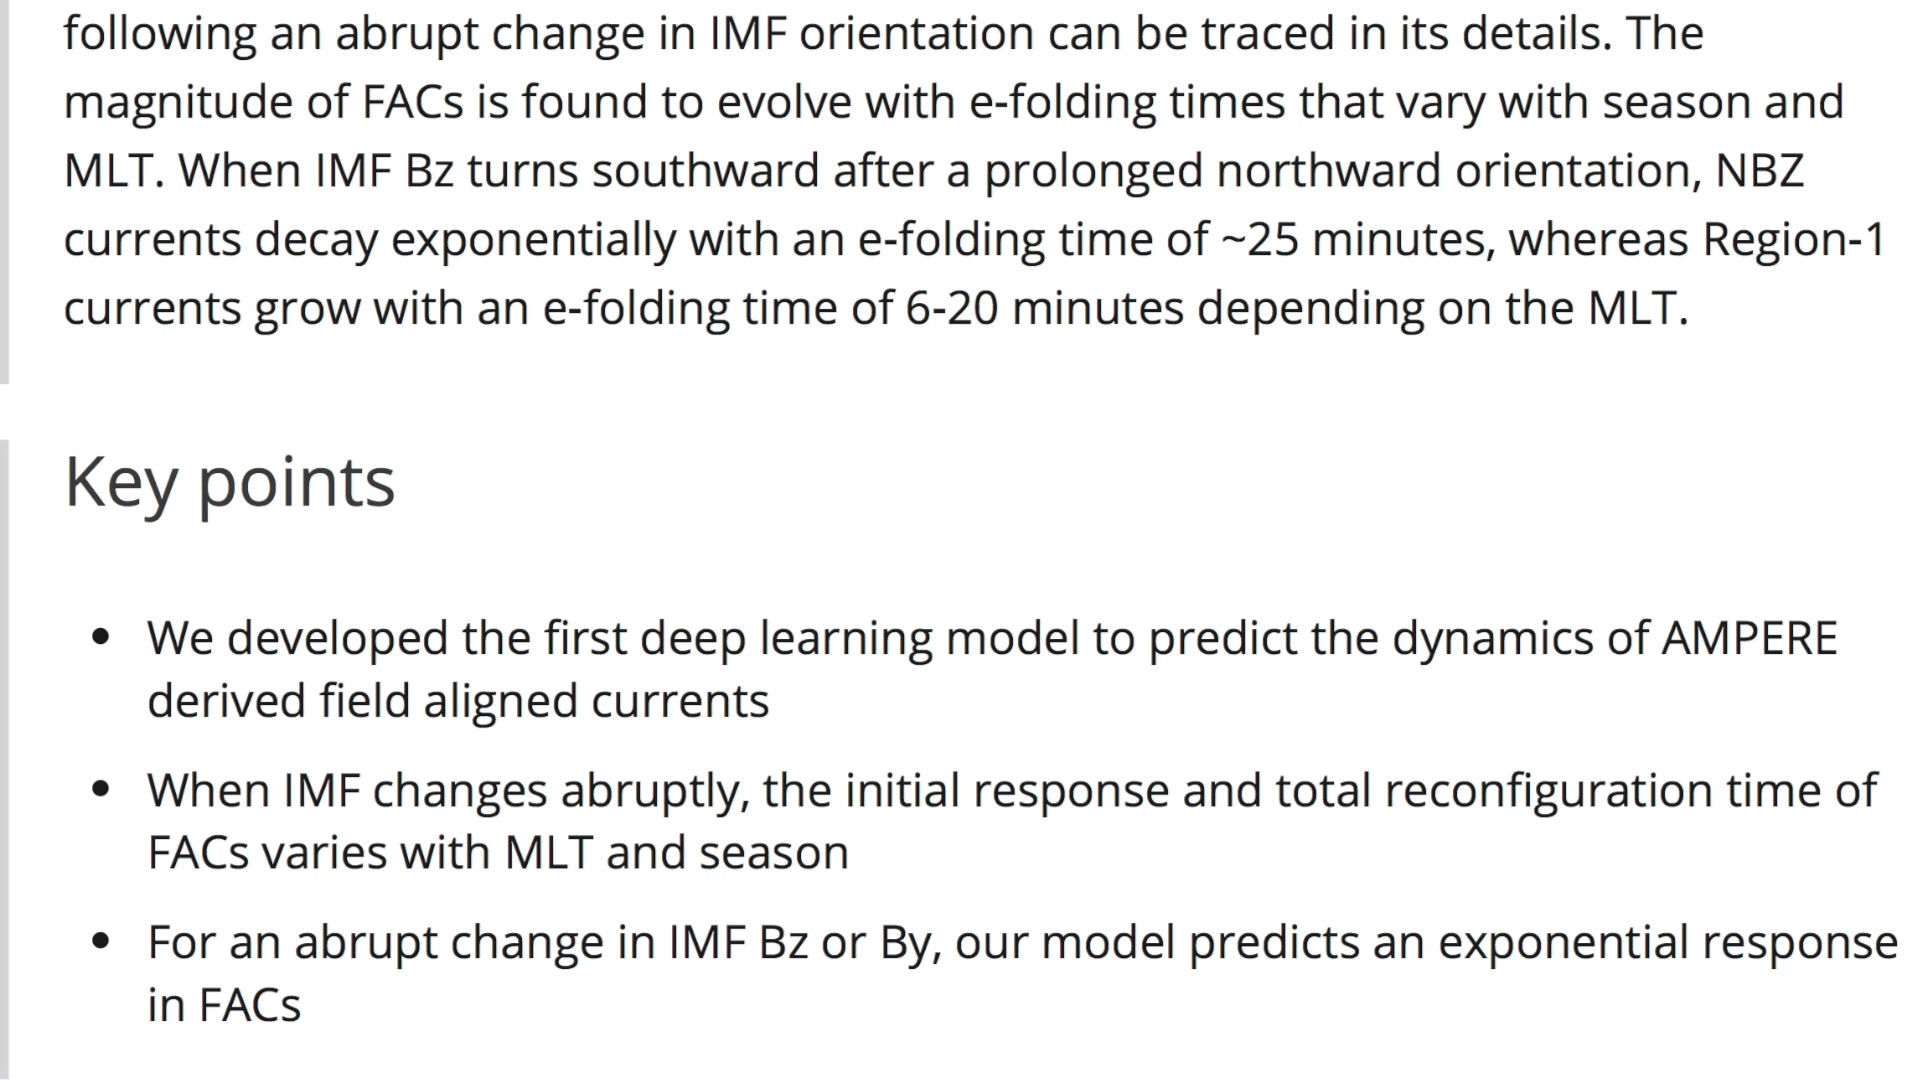 following an abrupt change in IMF orientation can be traced in its details. The
magnitude of FACs is found to evolve with e-folding times that vary with season and
MLT. When IMF Bz turns southward after a prolonged northward orientation, NBZ
currents decay exponentially with an e-folding time of ~25 minutes, whereas Region-1
currents grow with an e-folding time of 6-20 minutes depending on the MLT.
Key points
• We developed the first deep learning model to predict the dynamics of AMPERE
derived field aligned currents
• When IMF changes abruptly, the initial response and total reconfiguration time of
FACs varies with MLT and season
• For an abrupt change in IMF Bz or By, our model predicts an exponential response
in FACs